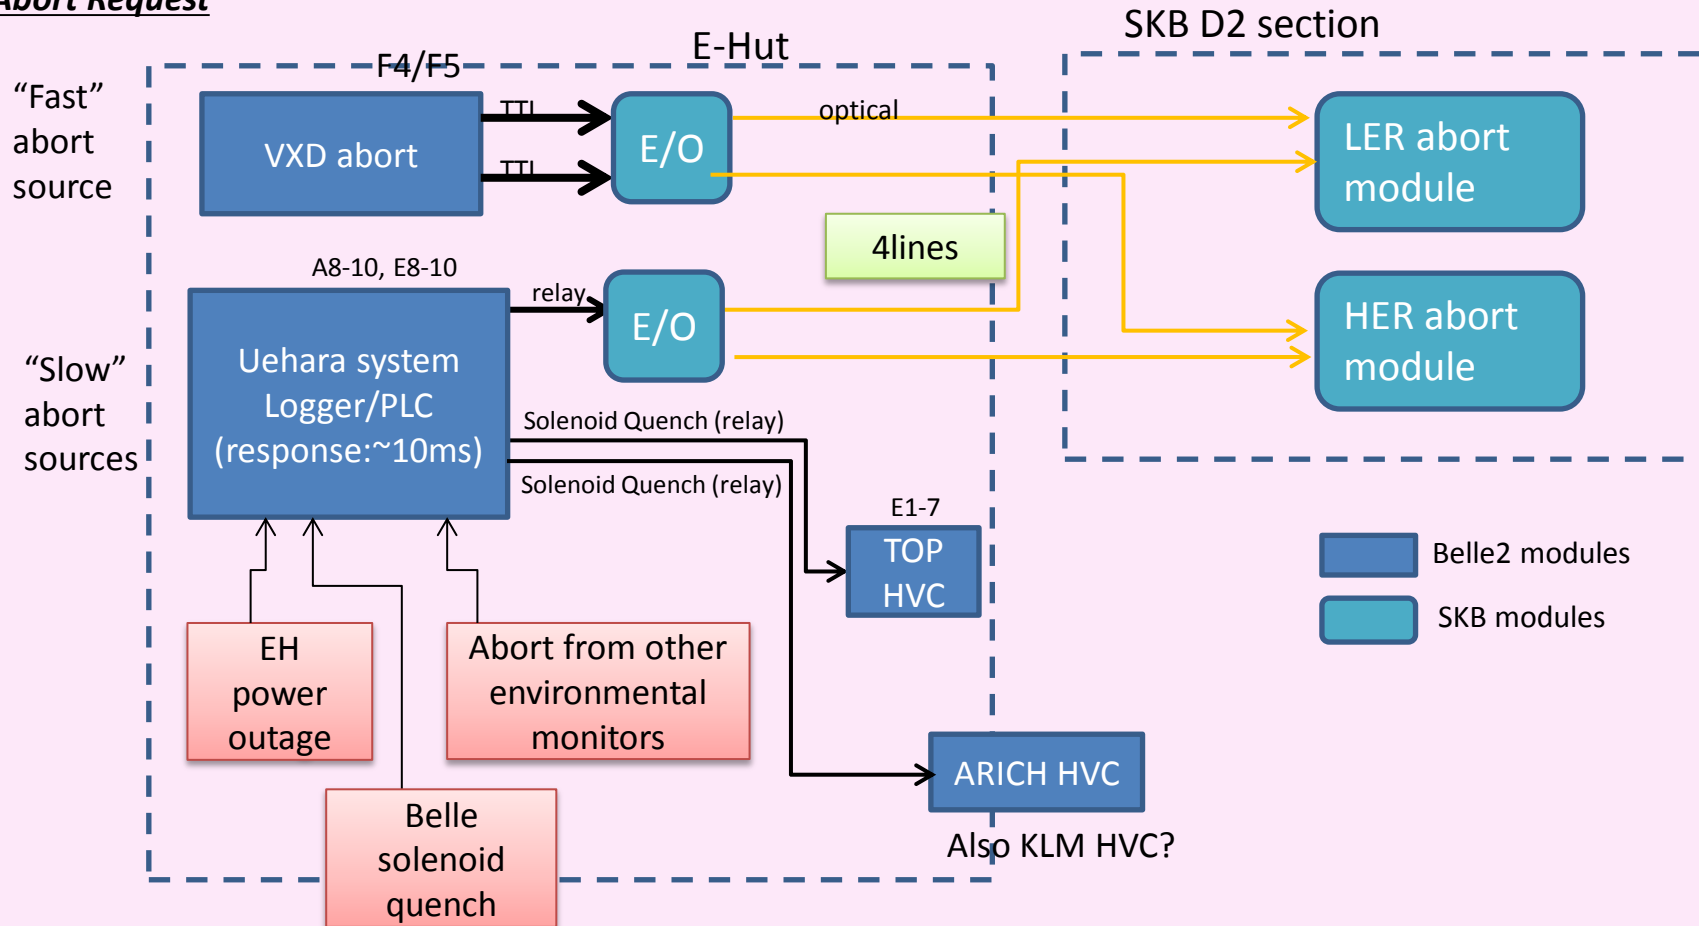 Abort Request
SKB D2 section
E-Hut
F4/F5
"Fast"
abort
source
VXD abort
TTL
TTL
E/O
optical
LER abort
module
4lines
A8-10, E8-10
relay
E/O
HER abort
module
"Slow"
abort
sources
Uehara system
Logger/PLC
(response:~10ms)
Solenoid Quench (relay)
Solenoid Quench (relay)
E1-7
TOP
HVC
Belle2 modules
SKB modules
EH
power
outage
Abort from other
environmental
monitors
ARICH HVC
Also KLM HVC?
Belle
solenoid
quench